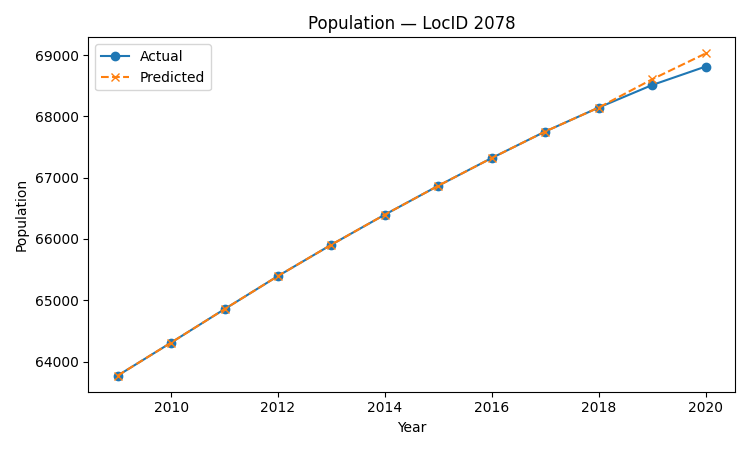 Population — LocID 2078
Actual
Predicted
69000
68000
67000
66000
65000
64000
Population
2010 2012 2014 2016 2018 2020
Year